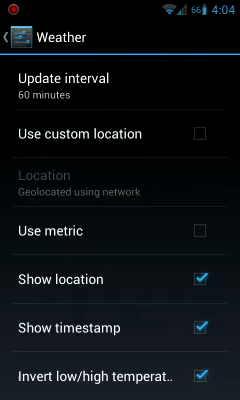 66 4:04
Weather
Update interval
60 minutes
Use custom location
Location
Geolocated using network
Use metric
Show location
Show timestamp
Invert low/high temperat..